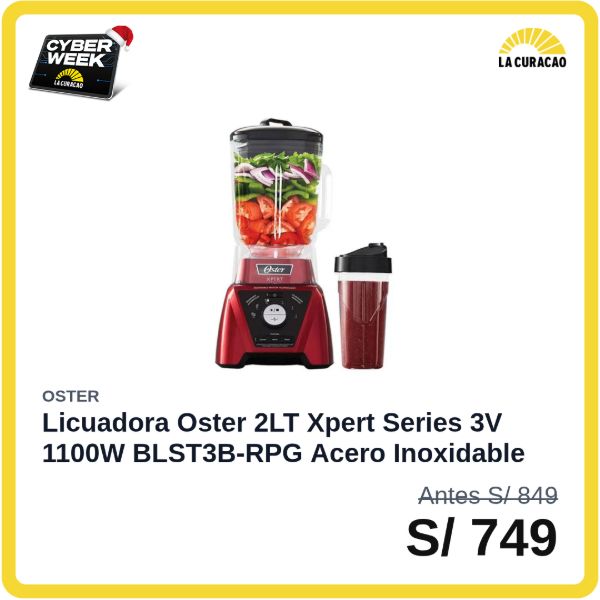 CYBER
WEEK
LA CURACAO
LA CURACAO
Oster
XPERT
OSTER
Licuadora Oster 2LT Xpert Series 3V
1100W BLST3B-RPG Acero Inoxidable
Antes S/ 849
S/ 749